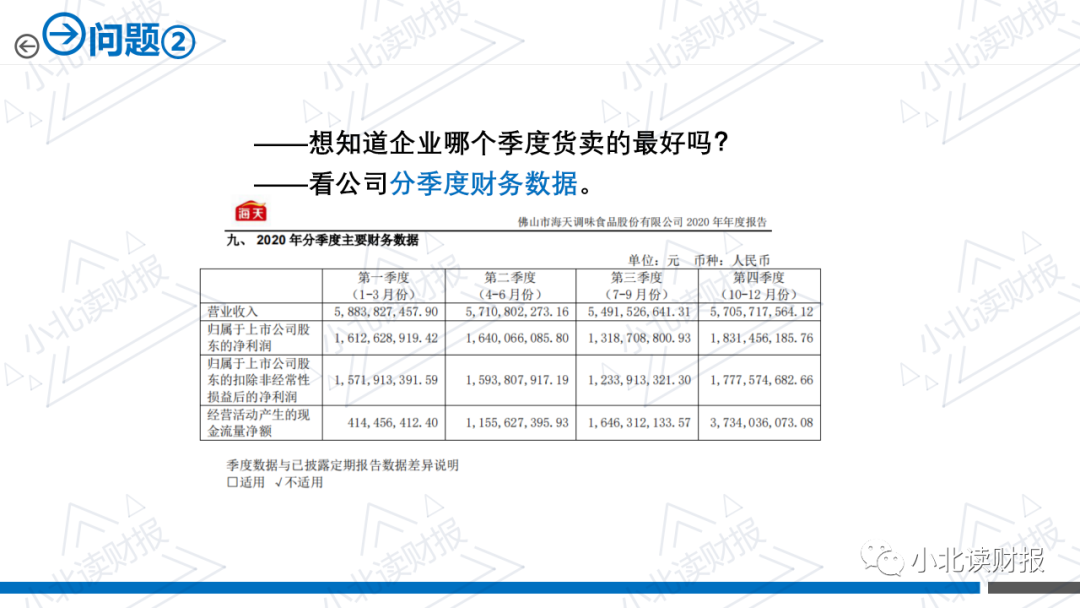 问题②
——想知道企业哪个季度货卖的最好吗?
——看公司分季度财务数据。
海天
佛山市海天调味食品股份有限公司 2020 年年度报告
九、 2020 年分季度主要财务数据
单位：元 币种：人民币
第一季度 第二季度 第三季度 第四季度
（1-3 月份） （4-6 月份） （7-9 月份） （10-12 月份）
营业收入 5,883,827,457.90 5,710,802,273.16 5,491,526,641.31 5,705,717,564.12
归属于上市公司股
东的净利润 1,612,628,919.42 1,640,066,085.80 1,318,708,800.93 1,831,456,185.76
归属于上市公司股
东的扣除非经常性 1,571,913,391.59 1,593,807,917.19 1,233,913,321.30 1,777,574,682.66
损益后的净利润
经营活动产生的现
金流量净额 414,456,412.40 1,155,627,395.93 1,646,312,133.57 3,734,036,073.08
季度数据与已披露定期报告数据差异说明
□适用 √不适用
小北读财报